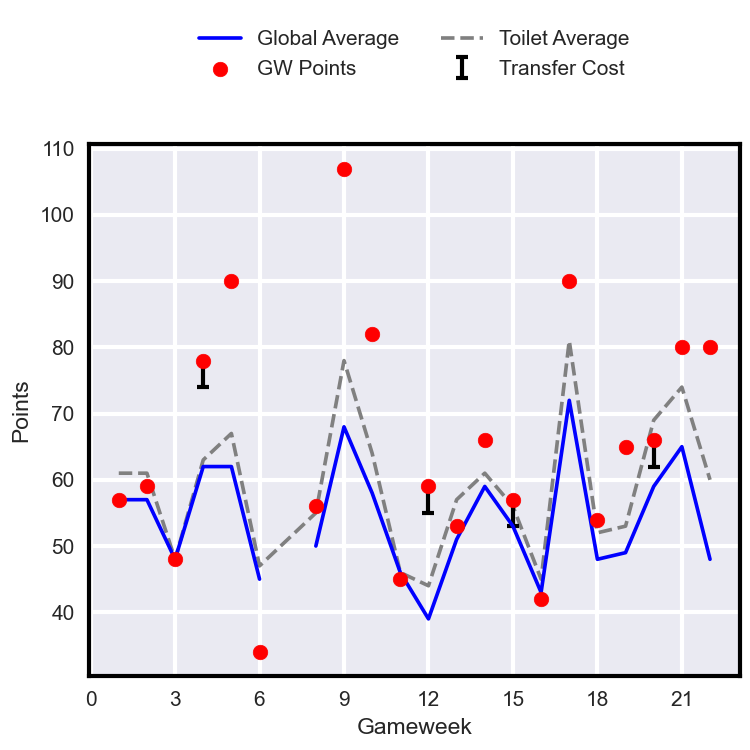 Global Average
Toilet Average
GW Points
Transfer Cost
110
100
90
80
70
60
50
40
Points
0 3 6 9 12 15 18 21
Gameweek